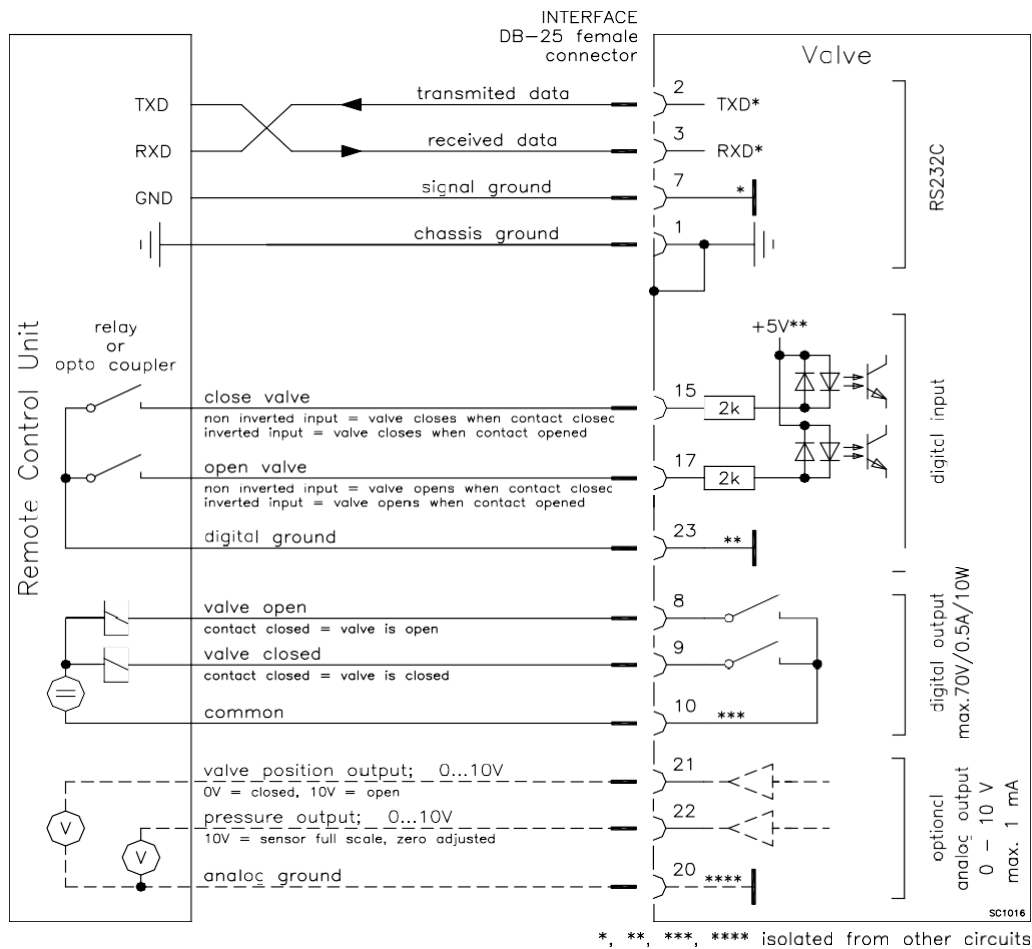 INTERFACE
DB-25 female
connector
Valve
TXD
transmited data
2
TXD*
RXD
received data
3
RXD*
GND
signal ground
7
*
chassis ground
1
RS232C
Remote Control Unit
relay
or
opto coupler
+5V**
close valve
15
2k
non inverted input = valve closes when contact closed
inverted input = valve closes when contact opened
open valve
17
2k
non inverted input = valve opens when contact closed
inverted input = valve opens when contact opened
digital ground
23
**
digital input
valve open
8
contact closed = valve is open
valve closed
9
contact closed = valve is closed
common
10
***
digital output
max.70V/0.5A/10W
valve position output; 0...10V
21
0V = closed, 10V = open
V
pressure output; 0...10V
22
10V = sensor full scale, zero adjusted
V
analog ground
20
****
optional
analog output
0 - 10 V
max. 1 mA
SC1016
*, **, ***, **** isolated from other circuits